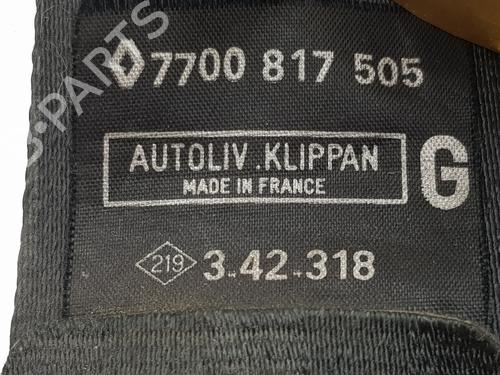 7700 817 505
AUTOLIV.KLIPPAN
MADE IN FRANCE
G
219
3.42.318